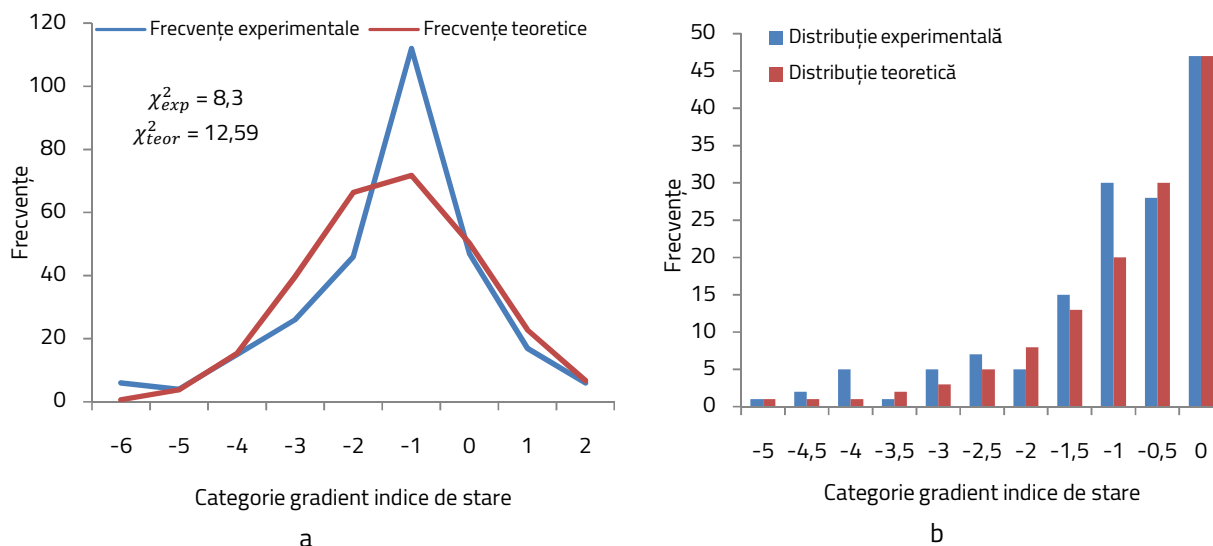 120
100
80
60
40
20
0
Frecvențe
Frecvențe experimentale
Frecvențe teoretice
χ²exp = 8,3
χ²teor = 12,59
-6 -5 -4 -3 -2 -1 0 1 2
Categorie gradient indice de stare
a
50
45
40
35
30
25
20
15
10
5
0
Frecvențe
Distribuție experimentală
Distribuție teoretică
-5 -4,5 -4 -3,5 -3 -2,5 -2 -1,5 -1 -0,5 0
Categorie gradient indice de stare
b